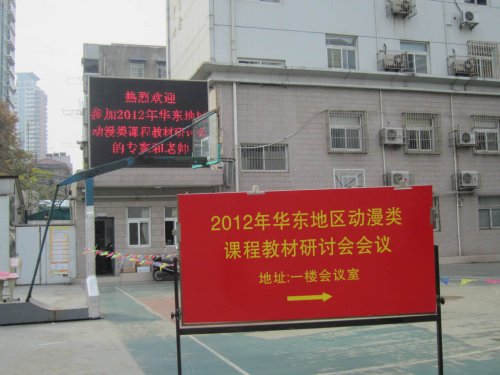 热烈欢迎
参加2012年华东地区
动漫类课程教材研讨会
的专家和老师
2012年华东地区动漫类
课程教材研讨会会议
地址:一楼会议室